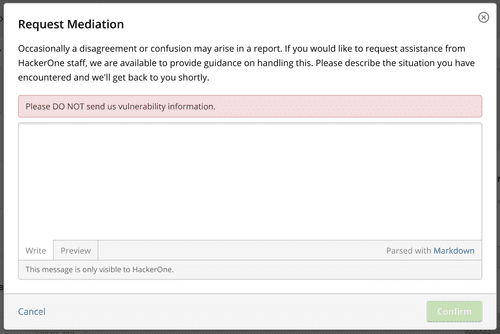 Request Mediation
Occasionally a disagreement or confusion may arise in a report. If you would like to request assistance from
HackerOne staff, we are available to provide guidance on handling this. Please describe the situation you have
encountered and we'll get back to you shortly.
Please DO NOT send us vulnerability information.
Write Preview Parsed with Markdown
This message is only visible to HackerOne.
Cancel Confirm